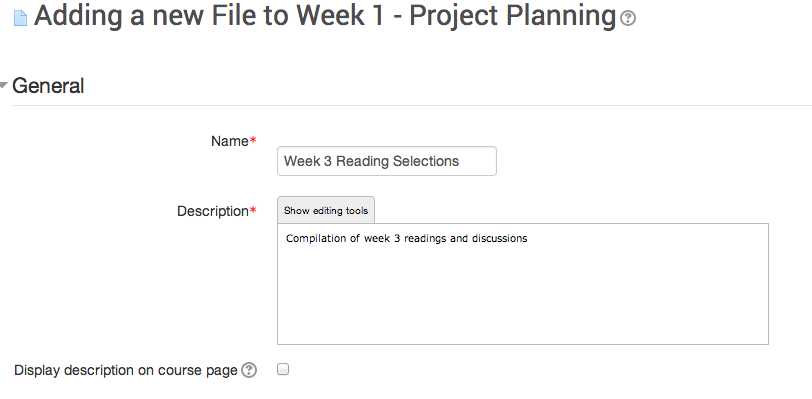 Adding a new File to Week 1 - Project Planning
General
Name*
Week 3 Reading Selections
Description*
Show editing tools
Compilation of week 3 readings and discussions
Display description on course page